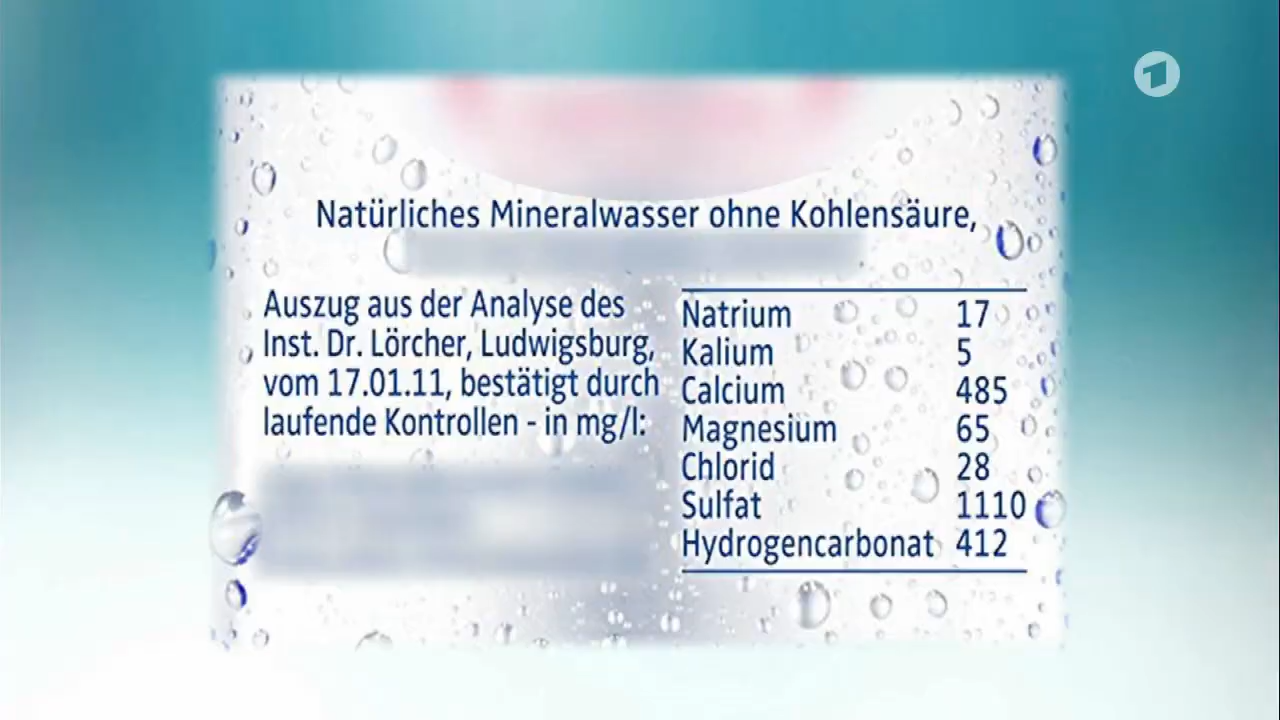 Natürliches Mineralwasser ohne Kohlensäure,
Auszug aus der Analyse des
Inst. Dr. Lörcher, Ludwigsburg,
vom 17.01.11, bestätigt durch
laufende Kontrollen - in mg/l:
Natrium 17
Kalium 5
Calcium 485
Magnesium 65
Chlorid 28
Sulfat 1110
Hydrogencarbonat 412
1